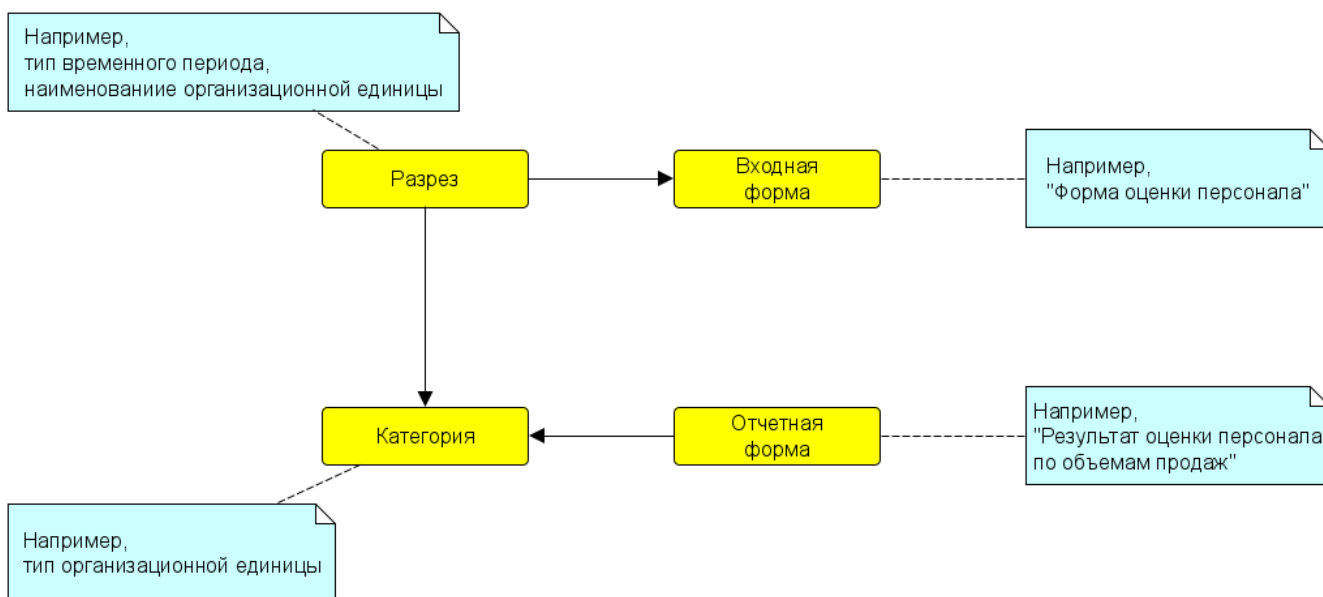 Например,
тип временного периода,
наименованиие организационной единицы
Разрез
Входная
форма
Например,
"Форма оценки персонала"
Категория
Отчетная
форма
Например,
"Результат оценки персонала
по объемам продаж"
Например,
тип организационной единицы